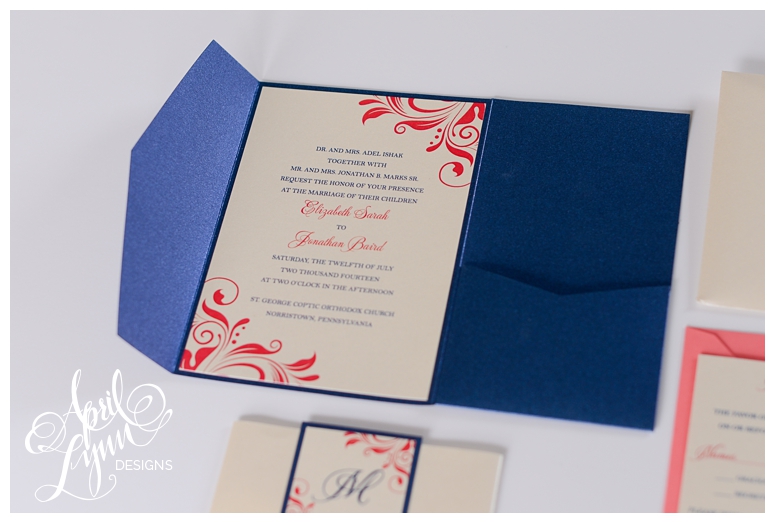 DR. AND MRS. ADEL ISHAK
TOGETHER WITH
MR. AND MRS. JONATHAN B. MARKS SR.
REQUEST THE HONOR OF YOUR PRESENCE
AT THE MARRIAGE OF THEIR CHILDREN
Elizabeth Sarah
TO
Jonathan Baird
SATURDAY, THE TWELFTH OF JULY
TWO THOUSAND FOURTEEN
AT TWO O'CLOCK IN THE AFTERNOON
ST. GEORGE COPTIC ORTHODOX CHURCH
NORRISTOWN, PENNSYLVANIA
M
April
Lynn
DESIGNS